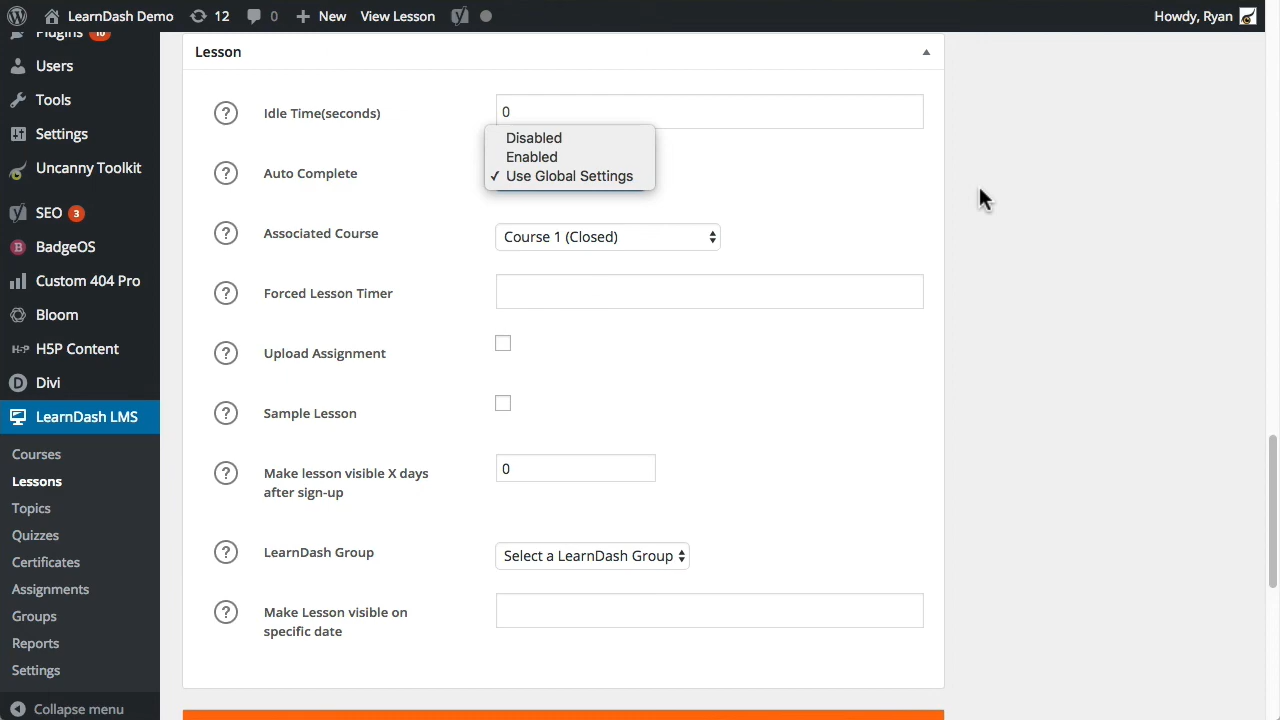 LearnDash Demo 12 0 New View Lesson Howdy, Ryan
Plugins 10
Users
Tools
Settings
Uncanny Toolkit
SEO 3
B BadgeOS
Custom 404 Pro
Bloom
H-P H5P Content
D Divi
LearnDash LMS
Courses
Lessons
Topics
Quizzes
Certificates
Assignments
Groups
Reports
Settings
Collapse menu
Lesson
? Idle Time(seconds) 0
Disabled
Enabled
? Auto Complete ✓ Use Global Settings
? Associated Course Course 1 (Closed)
? Forced Lesson Timer
? Upload Assignment
? Sample Lesson
? Make lesson visible X days 0
after sign-up
? LearnDash Group Select a LearnDash Group
? Make Lesson visible on
specific date